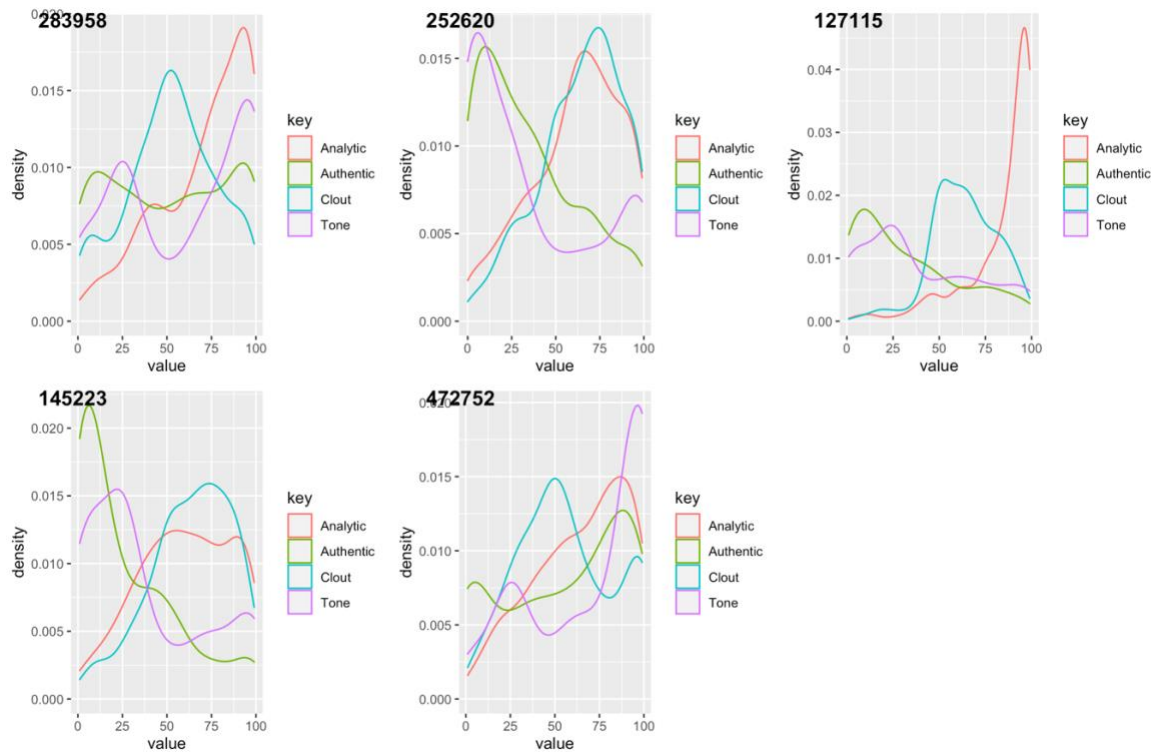 283958
0.020
0.015
0.010
0.005
0.000
density
0 25 50 75 100
value
key
Analytic
Authentic
Clout
Tone
252620
0.015
0.010
0.005
0.000
density
0 25 50 75 100
value
key
Analytic
Authentic
Clout
Tone
127115
0.04
0.03
0.02
0.01
0.00
density
0 25 50 75 100
value
key
Analytic
Authentic
Clout
Tone
145223
0.020
0.015
0.010
0.005
0.000
density
0 25 50 75 100
value
key
Analytic
Authentic
Clout
Tone
472752
0.020
0.015
0.010
0.005
0.000
density
0 25 50 75 100
value
key
Analytic
Authentic
Clout
Tone